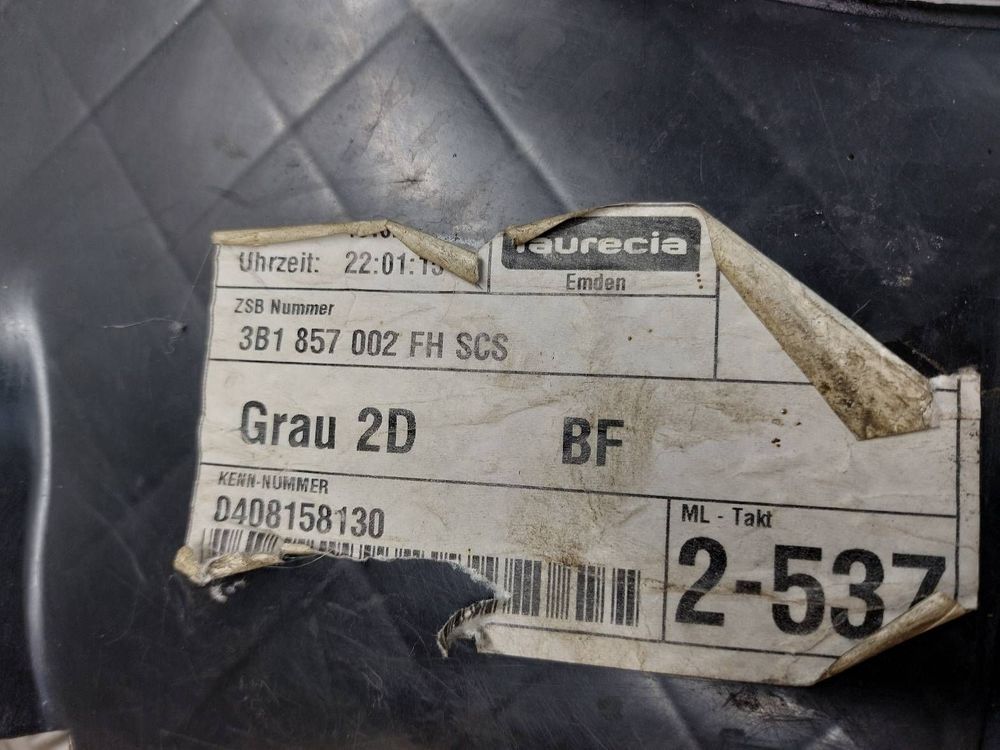 Uhrzeit: 22:01:1
faurecia
Emden
ZSB Nummer
3B1 857 002 FH SCS
Grau 2D BF
KENN-NUMMER
0408158130
ML - Takt
2-537